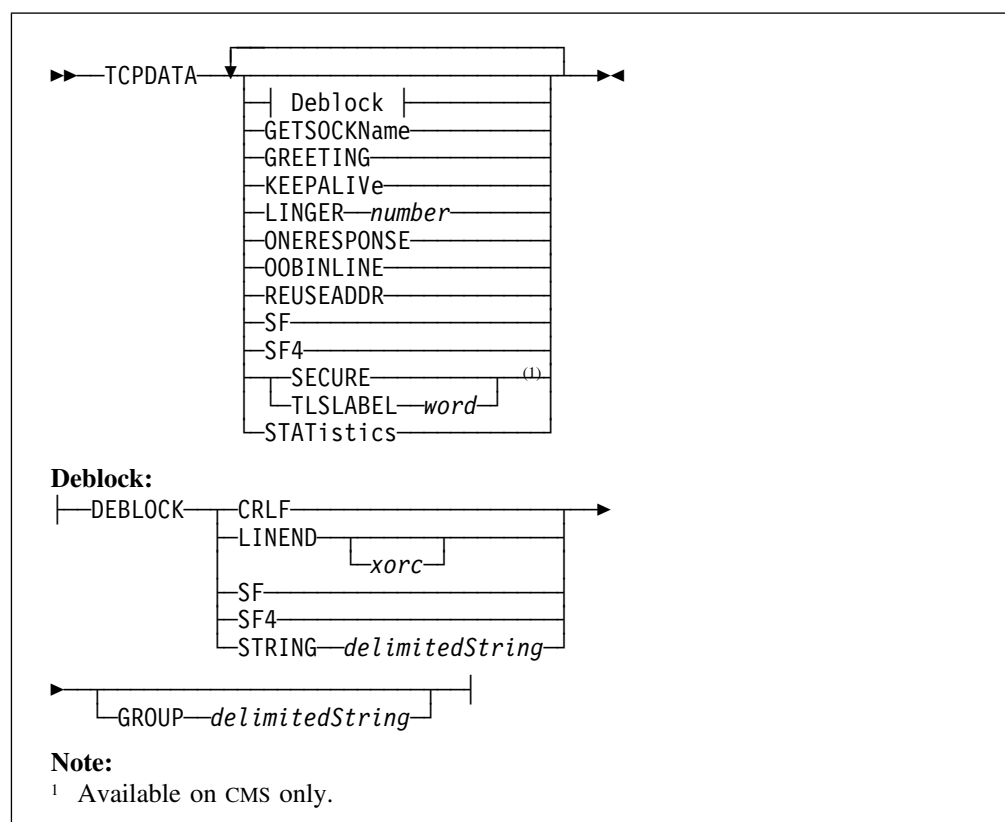 TCPDATA
Deblock
GETSOCKName
GREETING
KEEPALIVe
LINGER number
ONERESPONSE
OOBINLINE
REUSEADDR
SF
SF4
SECURE (1)
TLSLABEL word
STATistics
Deblock:
DEBLOCK CRLF
LINEND
xorc
SF
SF4
STRING delimitedString
GROUP delimitedString
Note:
1 Available on CMS only.